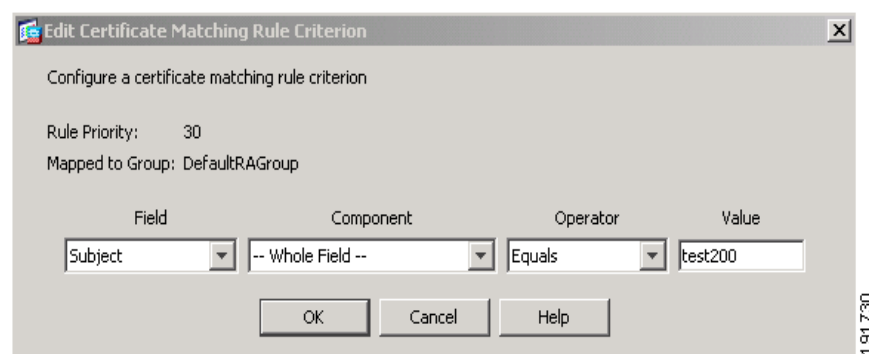 Edit Certificate Matching Rule Criterion
Configure a certificate matching rule criterion
Rule Priority: 30
Mapped to Group: DefaultRAGroup
Field Component Operator Value
Subject -- Whole Field -- Equals test200
OK Cancel Help
191730